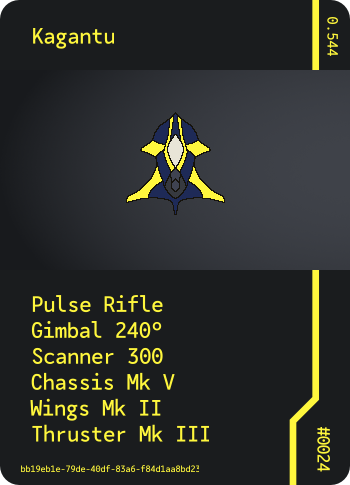 Kagantu
0.544
Pulse Rifle
Gimbal 240°
Scanner 300
Chassis Mk V
Wings Mk II
Thruster Mk III
#0024
bb19eb1e-79de-40df-83a6-f84d1aa8bd23